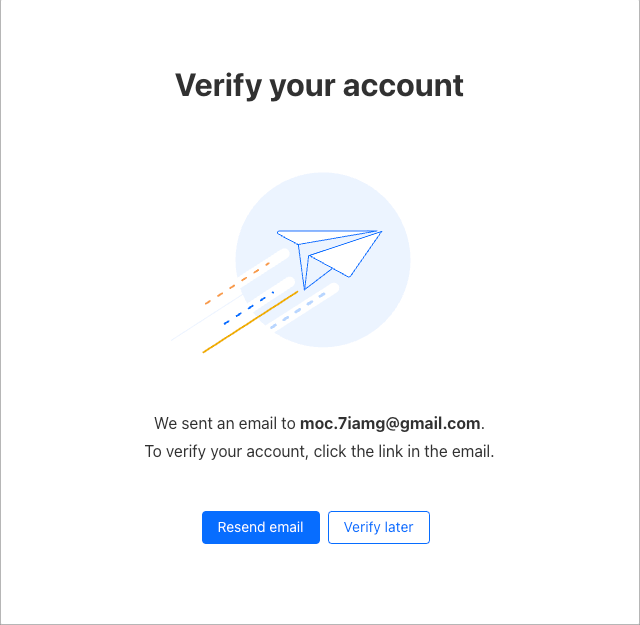 Verify your account
We sent an email to moc.7iamg@gmail.com.
To verify your account, click the link in the email.
Resend email
Verify later